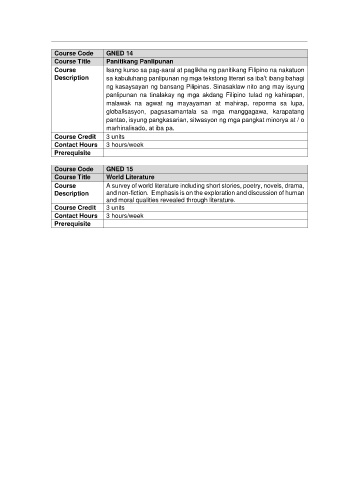 Course Code GNED 14
Course Title Panitikang Panlipunan
Course Description Isang kurso sa pag-aaral at paglikha ng panitikang Filipino na nakatuon
sa kabuluhang panlipunan ng mga tekstong literari sa iba't ibang bahagi
ng kasaysayan ng bansang Pilipinas. Sinasaklaw nito ang may isyung
panlipunan na tinalakay ng mga akdang Filipino tulad ng kahirapan,
malawak na agwat ng mayayaman at mahirap, reporma sa lupa,
globalisasyon, pagsasamantala sa mga manggagawa, karapatang
pantao, isyung pangkasarian, sitwasyon ng mga pangkat minorya at / o
marhinalisado, at iba pa.
Course Credit 3 units
Contact Hours 3 hours/week
Prerequisite
Course Code GNED 15
Course Title World Literature
Course Description A survey of world literature including short stories, poetry, novels, drama,
and non-fiction. Emphasis is on the exploration and discussion of human
and moral qualities revealed through literature.
Course Credit 3 units
Contact Hours 3 hours/week
Prerequisite